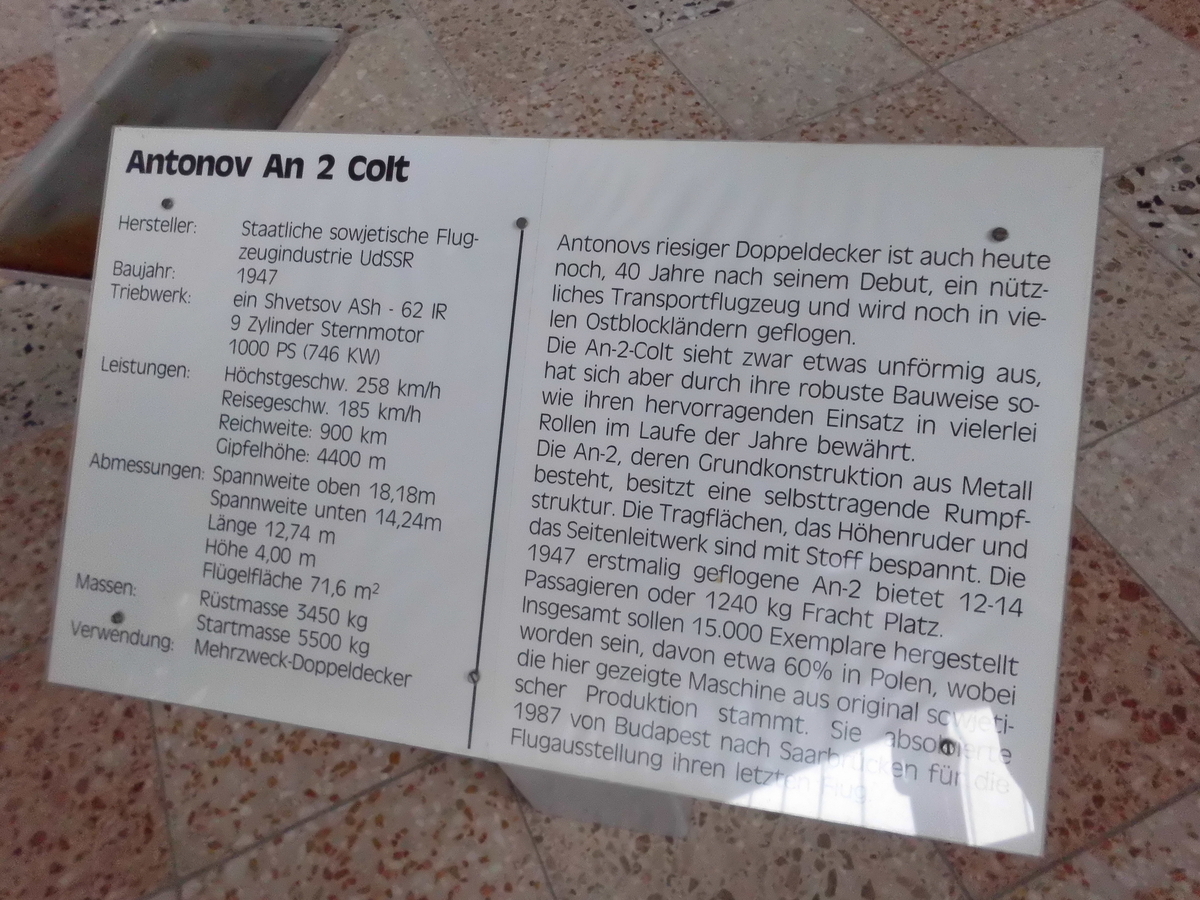 Antonov An 2 Colt
Hersteller: Staatliche sowjetische Flug-
zeugindustrie UdSSR
Baujahr: 1947
Triebwerk: ein Shvetsov ASh - 62 IR
9 Zylinder Sternmotor
1000 PS (746 KW)
Leistungen: Höchstgeschw. 258 km/h
Reisegeschw. 185 km/h
Reichweite: 900 km
Gipfelhöhe: 4400 m
Abmessungen: Spannweite oben 18,18m
Spannweite unten 14,24m
Länge 12,74 m
Höhe 4,00 m
Flügelfläche 71,6 m²
Massen: Rüstmasse 3450 kg
Startmasse 5500 kg
Verwendung: Mehrzweck-Doppeldecker
Antonovs riesiger Doppeldecker ist auch heute
noch, 40 Jahre nach seinem Debut, ein nütz-
liches Transportflugzeug und wird noch in vie-
len Ostblockländern geflogen.
Die An-2-Colt sieht zwar etwas unförmig aus,
hat sich aber durch ihre robuste Bauweise so-
wie ihren hervorragenden Einsatz in vielerlei
Rollen im Laufe der Jahre bewährt.
Die An-2, deren Grundkonstruktion aus Metall
besteht, besitzt eine selbsttragende Rumpf-
struktur. Die Tragflächen, das Höhenruder und
das Seitenleitwerk sind mit Stoff bespannt. Die
1947 erstmalig geflogene An-2 bietet 12-14
Passagieren oder 1240 kg Fracht Platz.
Insgesamt sollen 15.000 Exemplare hergestellt
worden sein, davon etwa 60% in Polen, wobei
die hier gezeigte Maschine aus original sowjeti-
scher Produktion stammt. Sie absolvierte
1987 von Budapest nach Saarbrücken für die
Flugausstellung ihren letzten Flug.